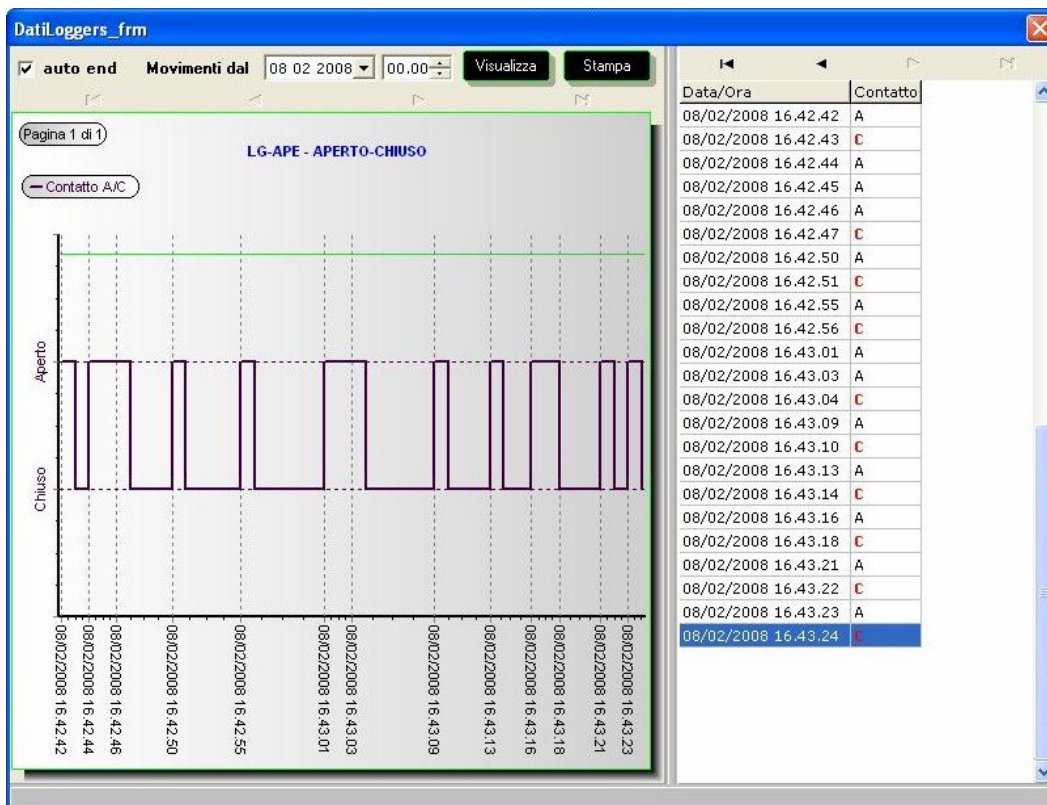 DatiLoggers_frm
auto end Movimenti dal 08 02 2008 00.00 Visualizza Stampa
Pagina 1 di 1
LG-APE - APERTO-CHIUSO
Contatto A/C
Aperto
Chiuso
08/02/2008 16.42.42
08/02/2008 16.42.44
08/02/2008 16.42.46
08/02/2008 16.42.50
08/02/2008 16.42.55
08/02/2008 16.43.01
08/02/2008 16.43.03
08/02/2008 16.43.09
08/02/2008 16.43.13
08/02/2008 16.43.16
08/02/2008 16.43.18
08/02/2008 16.43.21
08/02/2008 16.43.23
Data/Ora Contatto
08/02/2008 16.42.42 A
08/02/2008 16.42.43 C
08/02/2008 16.42.44 A
08/02/2008 16.42.45 A
08/02/2008 16.42.46 A
08/02/2008 16.42.47 C
08/02/2008 16.42.50 A
08/02/2008 16.42.51 C
08/02/2008 16.42.55 A
08/02/2008 16.42.56 C
08/02/2008 16.43.01 A
08/02/2008 16.43.03 A
08/02/2008 16.43.04 C
08/02/2008 16.43.09 A
08/02/2008 16.43.10 C
08/02/2008 16.43.13 A
08/02/2008 16.43.14 C
08/02/2008 16.43.16 A
08/02/2008 16.43.18 C
08/02/2008 16.43.21 A
08/02/2008 16.43.22 C
08/02/2008 16.43.23 A
08/02/2008 16.43.24 C